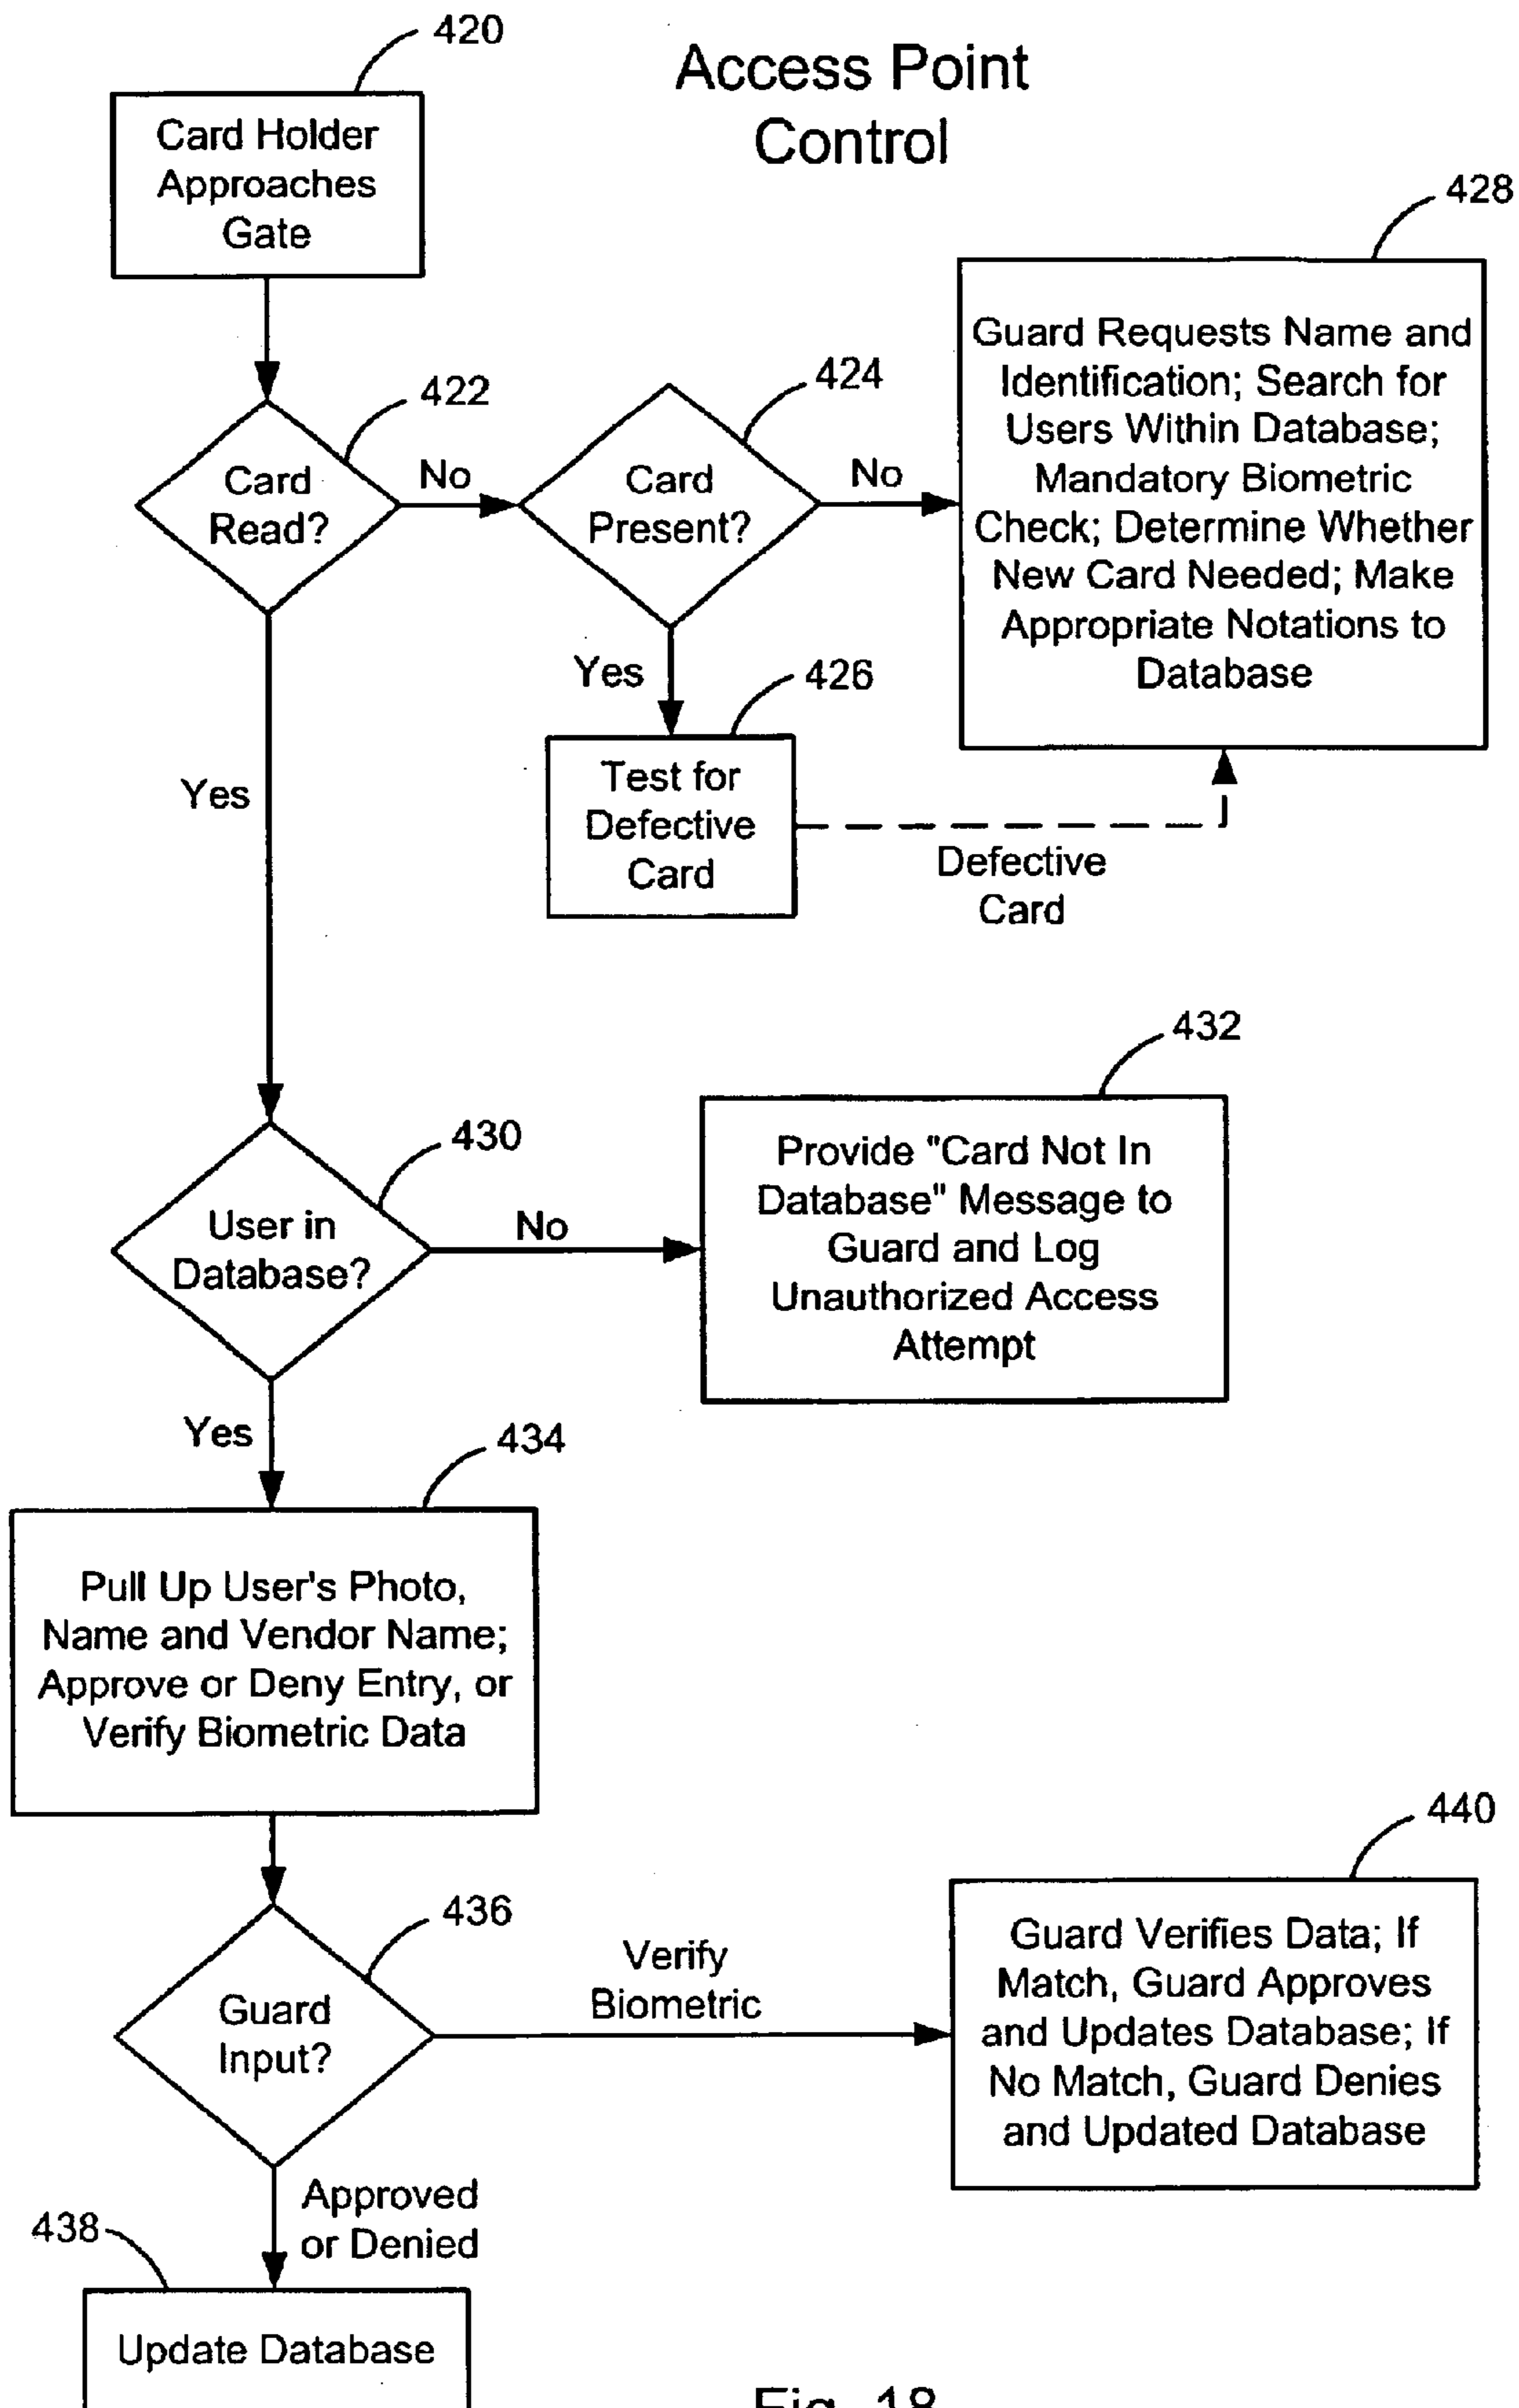 420
Access Point
Control
Card Holder
Approaches
Gate
428
Guard Requests Name and
Identification; Search for
Users Within Database;
Mandatory Biometric
Check; Determine Whether
New Card Needed; Make
Appropriate Notations to
Database
422
Card
Read?
No
424
Card
Present?
No
Yes
426
Test for
Defective
Card
Defective
Card
Yes
430
User in
Database?
No
432
Provide "Card Not In
Database" Message to
Guard and Log
Unauthorized Access
Attempt
Yes
434
Pull Up User's Photo,
Name and Vendor Name;
Approve or Deny Entry, or
Verify Biometric Data
436
Guard
Input?
Verify
Biometric
440
Guard Verifies Data; If
Match, Guard Approves
and Updates Database; If
No Match, Guard Denies
and Updated Database
Approved
or Denied
438
Update Database
Fig. 18